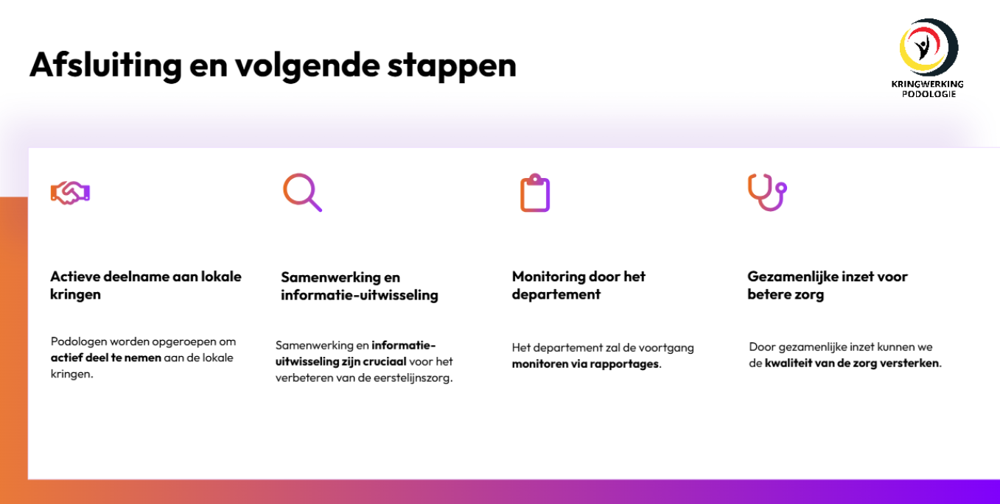 Afsluiting en volgende stappen
KRINGWERKING
PODOLOGIE
Actieve deelname aan lokale
kringen
Podologen worden opgeroepen om
actief deel te nemen aan de lokale
kringen.
Samenwerking en
informatie-uitwisseling
Samenwerking en informatie-
uitwisseling zijn cruciaal voor het
verbeteren van de eerstelijnszorg.
Monitoring door het
departement
Het departement zal de voortgang
monitoren via rapportages.
Gezamenlijke inzet voor
betere zorg
Door gezamenlijke inzet kunnen we
de kwaliteit van de zorg versterken.